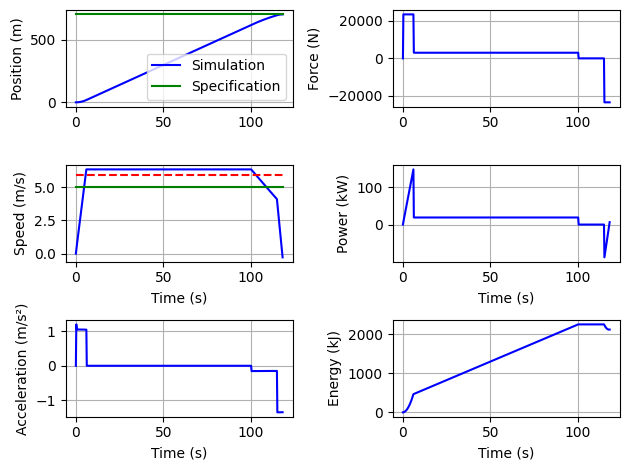 Position (m)
500
0
0
50
100
Simulation
Specification
Force (N)
20000
0
−20000
0
50
100
Speed (m/s)
5.0
2.5
0.0
0
50
100
Time (s)
Power (kW)
100
0
0
50
100
Time (s)
Acceleration (m/s²)
1
0
−1
0
50
100
Time (s)
Energy (kJ)
2000
1000
0
0
50
100
Time (s)